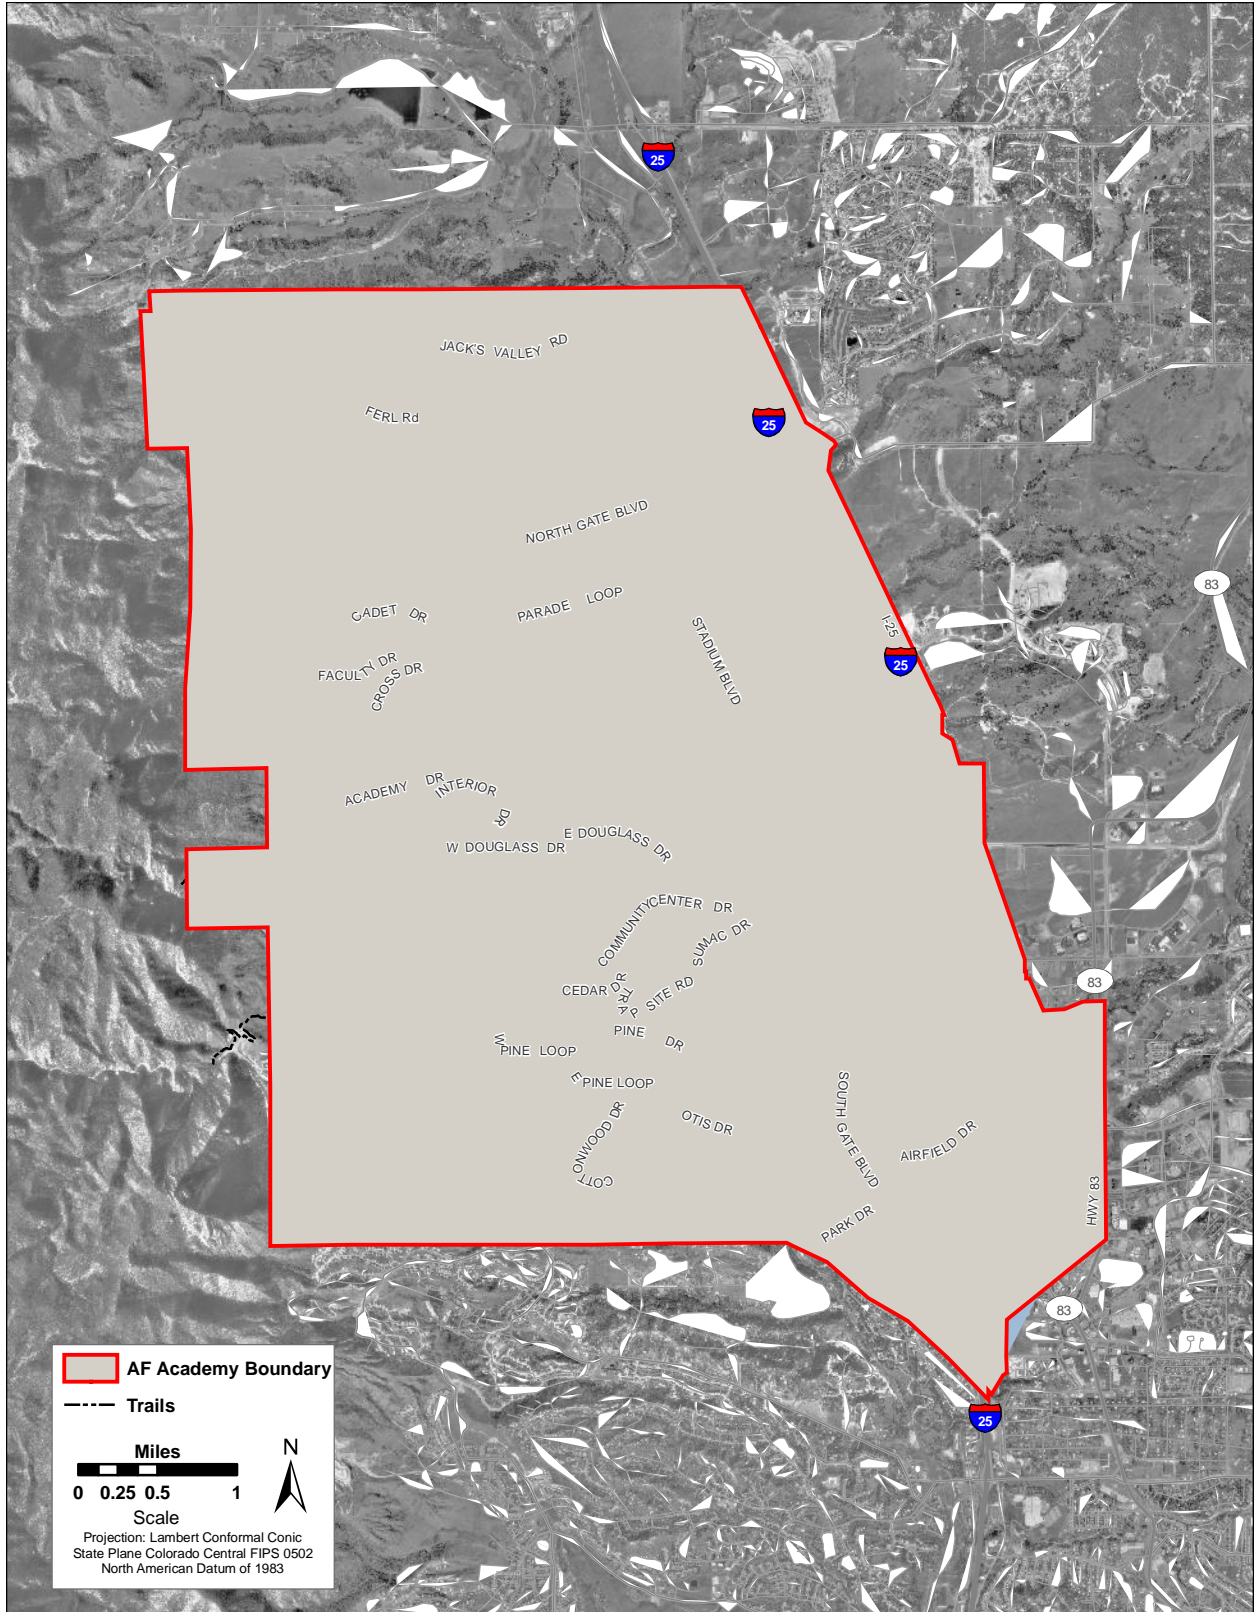 25
JACK'S VALLEY RD
FERL Rd
25
NORTH GATE BLVD
83
CADET DR
PARADE LOOP
STADIUM BLVD
I-25
25
FACULTY DR
CROSS DR
ACADEMY DR
INTERIOR DR
E DOUGLASS DR
W DOUGLASS DR
COMMUNITY CENTER DR
SUMAC DR
83
CEDAR DR
TRAP SITE RD
PINE DR
W PINE LOOP
E PINE LOOP
COTTONWOOD DR
OTIS DR
SOUTH GATE BLVD
AIRFIELD DR
HWY 83
PARK DR
83
25
AF Academy Boundary
Trails
Miles
0 0.25 0.5 1
Scale
N
Projection: Lambert Conformal Conic
State Plane Colorado Central FIPS 0502
North American Datum of 1983